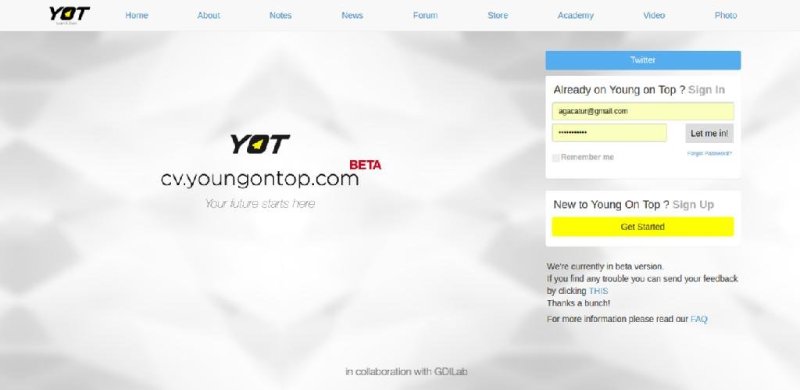 YOT
Home About Notes News Forum Store Academy Video Photo
Twitter
Already on Young on Top ? Sign In
agacatur@gmail.com
•••••••••••
Let me in!
Remember me
Forgot Password?
YOT
BETA
cv.youngontop.com
Your future starts here
New to Young On Top ? Sign Up
Get Started
We're currently in beta version.
If you find any trouble you can send your feedback
by clicking THIS
Thanks a bunch!
For more information please read our FAQ
in collaboration with GDILab